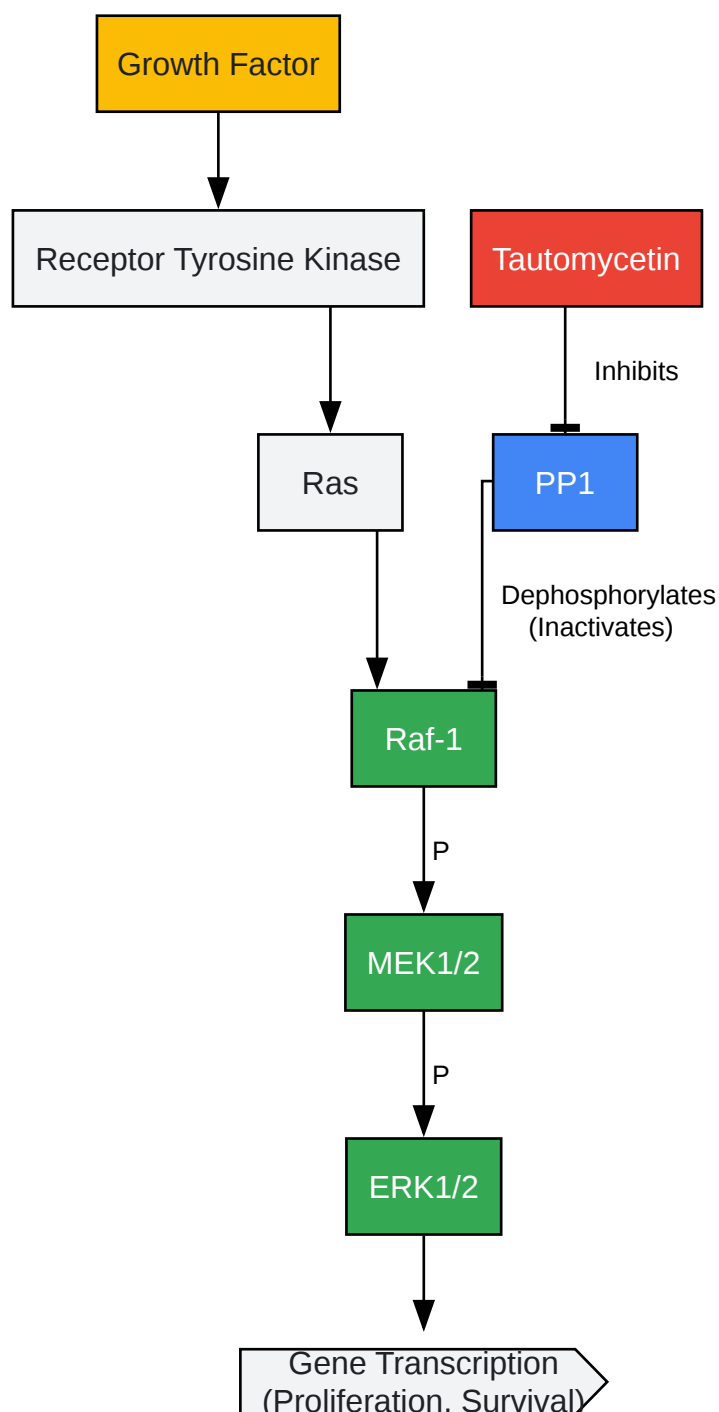 Growth Factor
Receptor Tyrosine Kinase
Tautomycetin
Inhibits
Ras
PP1
Dephosphorylates
(Inactivates)
Raf-1
P
MEK1/2
P
ERK1/2
Gene Transcription
(Proliferation, Survival)